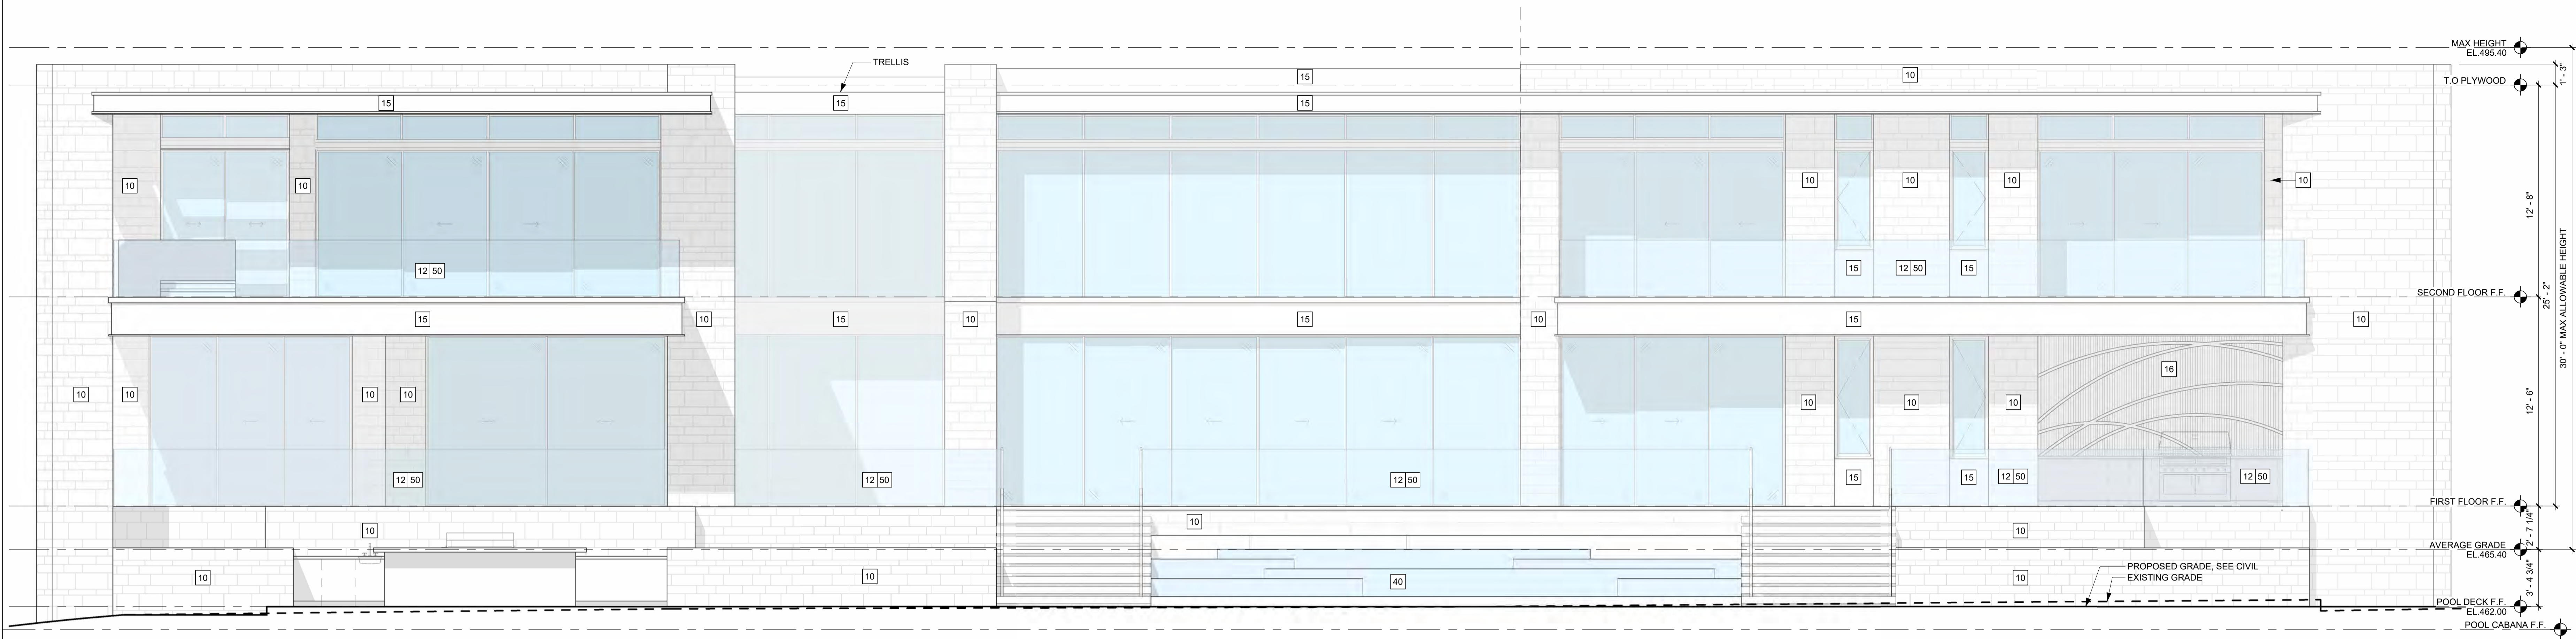 MAX HEIGHT
EL.495.40
TRELLIS
15
10
1' - 3"
T.O PLYWOOD
15
15
15
10
10
10
10
10
10
12' - 8"
12 50
15
12 50
15
SECOND FLOOR F.F.
25' - 2"
30' - 0" MAX ALLOWABLE HEIGHT
15
10
15
10
15
10
15
10
16
10
10
10
10
10
10
10
12' - 6"
12 50
12 50
12 50
15
15
12 50
12 50
FIRST FLOOR F.F.
10
10
10
2' - 7 1/4"
AVERAGE GRADE
EL.465.40
10
10
40
10
PROPOSED GRADE, SEE CIVIL
EXISTING GRADE
3' - 4 3/4"
POOL DECK F.F.
EL.462.00
POOL CABANA F.F.